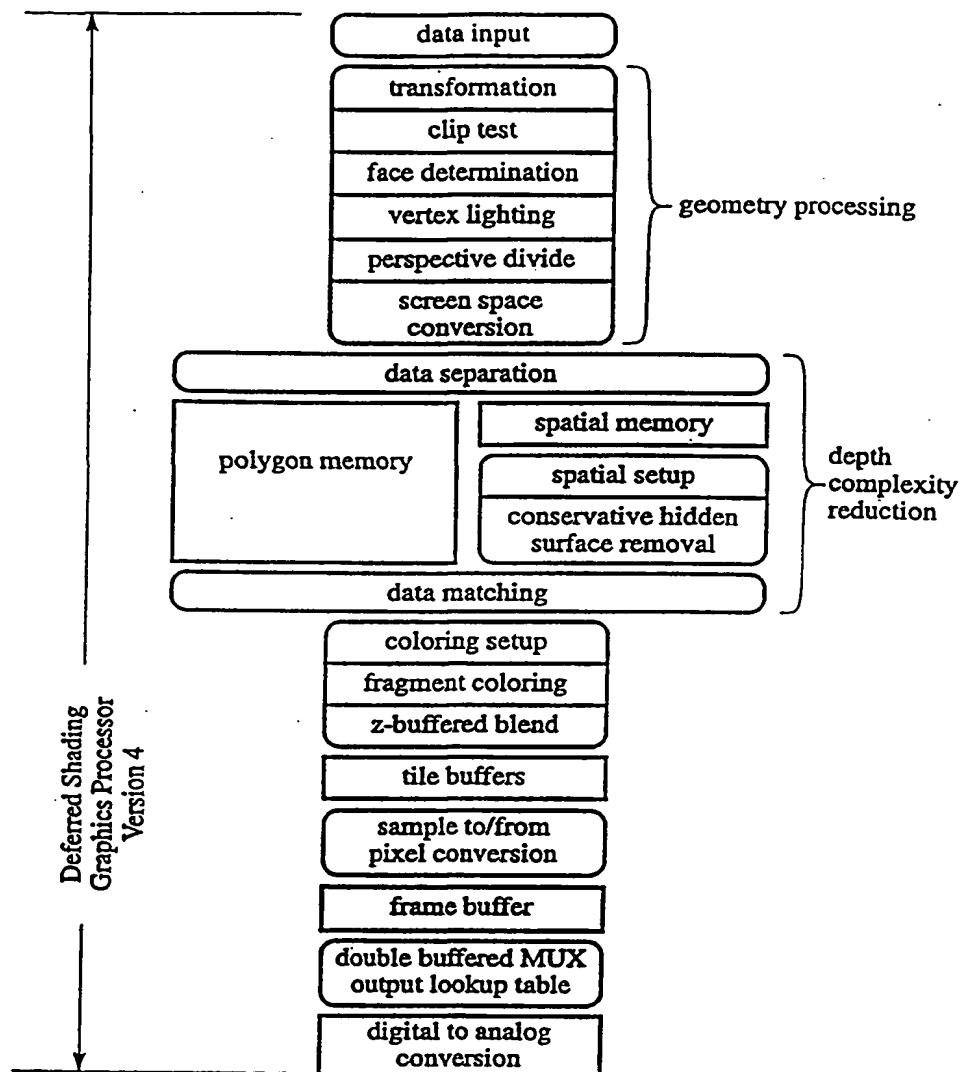 data input
transformation
clip test
face determination
vertex lighting
perspective divide
screen space
conversion
geometry processing
data separation
polygon memory
spatial memory
spatial setup
conservative hidden
surface removal
depth
complexity
reduction
data matching
coloring setup
fragment coloring
z-buffered blend
tile buffers
sample to/from
pixel conversion
frame buffer
double buffered MUX
output lookup table
digital to analog
conversion
Deferred Shading
Graphics Processor
Version 4